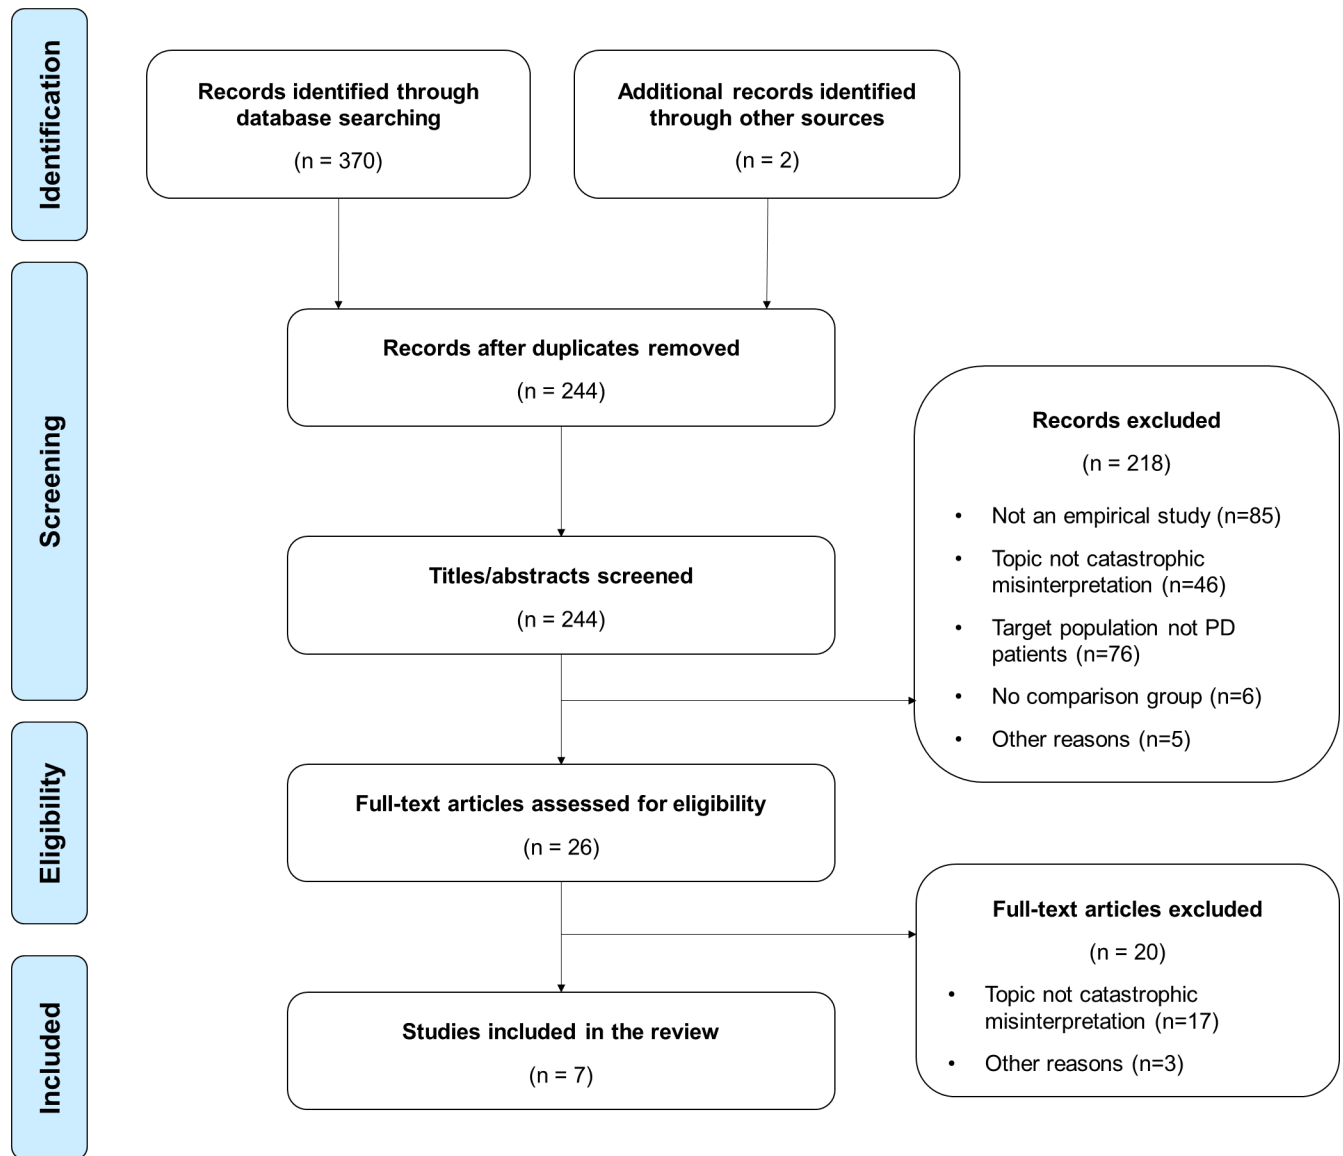 Identification
Records identified through
database searching
(n = 370)
Additional records identified
through other sources
(n = 2)
Screening
Records after duplicates removed
(n = 244)
Titles/abstracts screened
(n = 244)
Records excluded
(n = 218)
• Not an empirical study (n=85)
• Topic not catastrophic
misinterpretation (n=46)
• Target population not PD
patients (n=76)
• No comparison group (n=6)
• Other reasons (n=5)
Eligibility
Full-text articles assessed for eligibility
(n = 26)
Full-text articles excluded
(n = 20)
• Topic not catastrophic
misinterpretation (n=17)
• Other reasons (n=3)
Included
Studies included in the review
(n = 7)